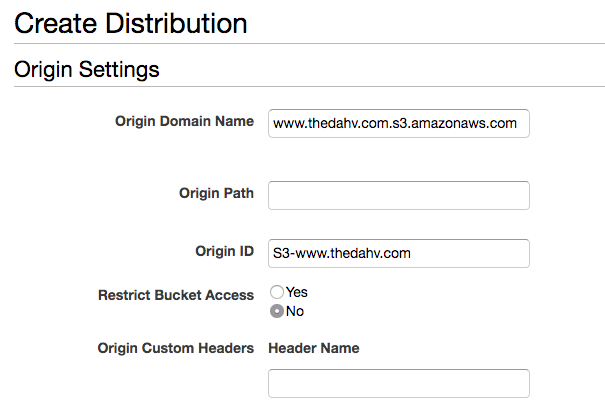 Create Distribution
Origin Settings
Origin Domain Name www.thedahv.com.s3.amazonaws.com
Origin Path
Origin ID S3-www.thedahv.com
Restrict Bucket Access Yes
No
Origin Custom Headers Header Name